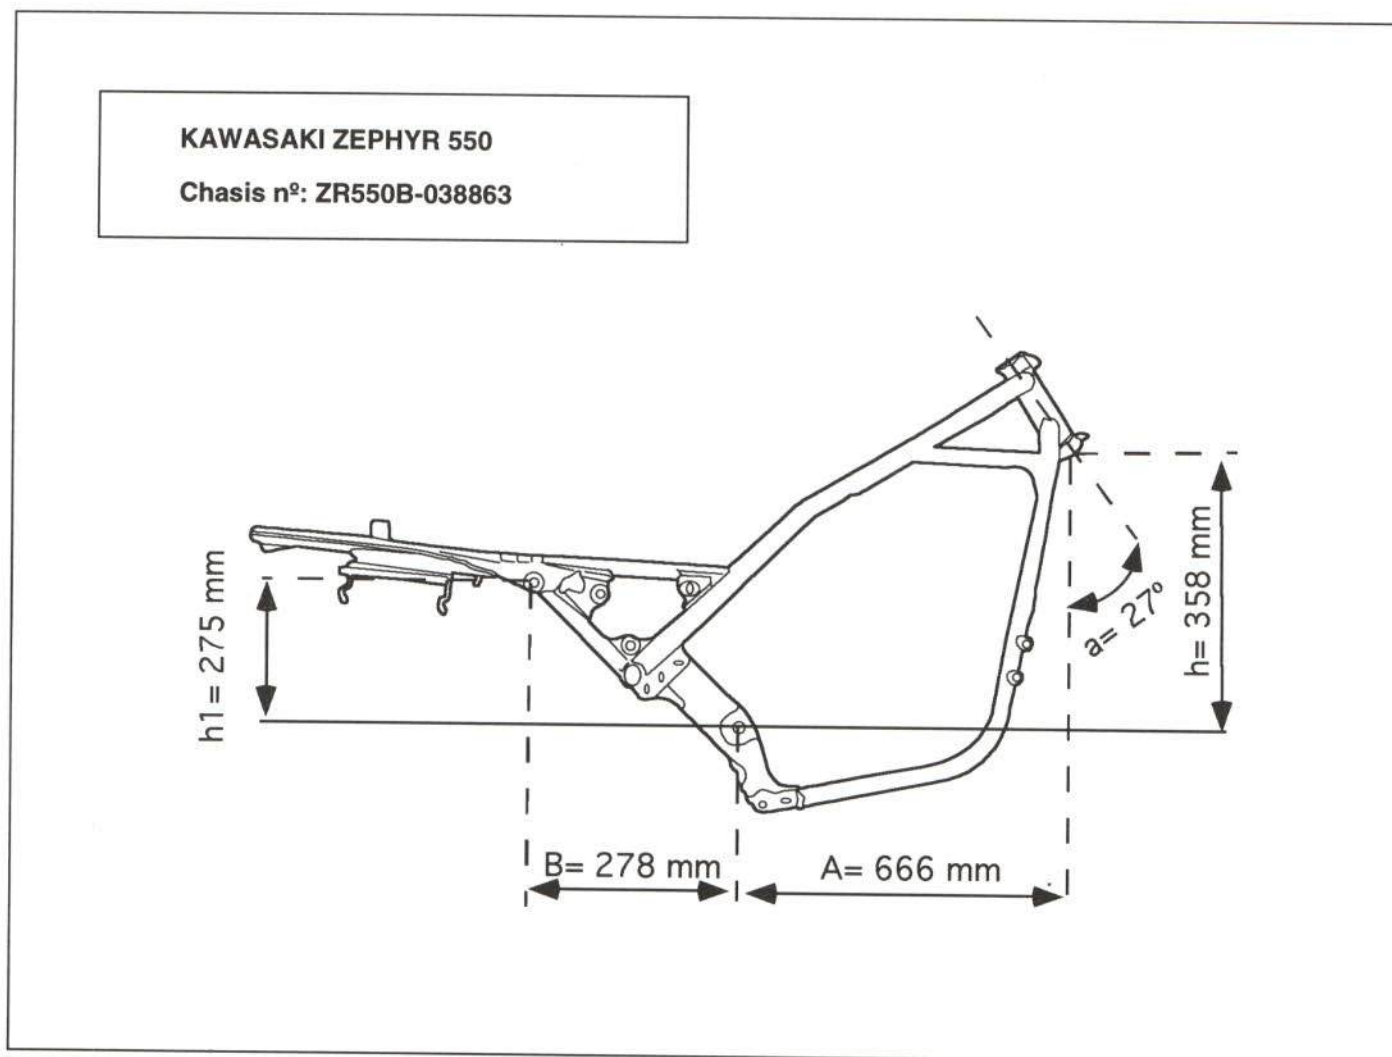 KAWASAKI ZEPHYR 550
Chasis nº: ZR550B-038863
h1= 275 mm
a= 27º
h= 358 mm
B= 278 mm
A= 666 mm